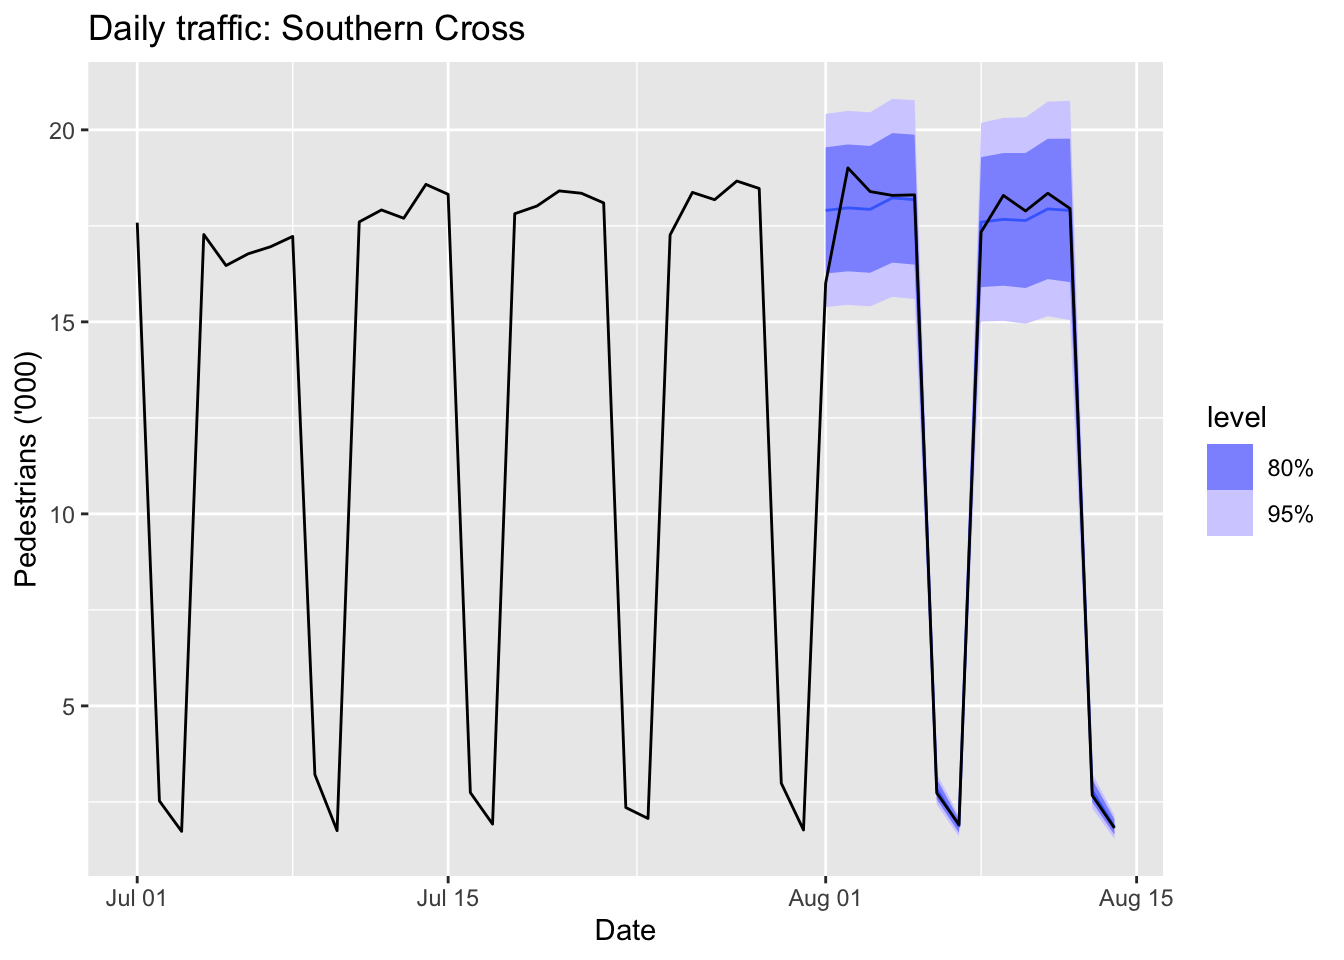 Daily traffic: Southern Cross
20
15
10
5
Pedestrians ('000)
Jul 01
Jul 15
Aug 01
Aug 15
Date
level
80%
95%